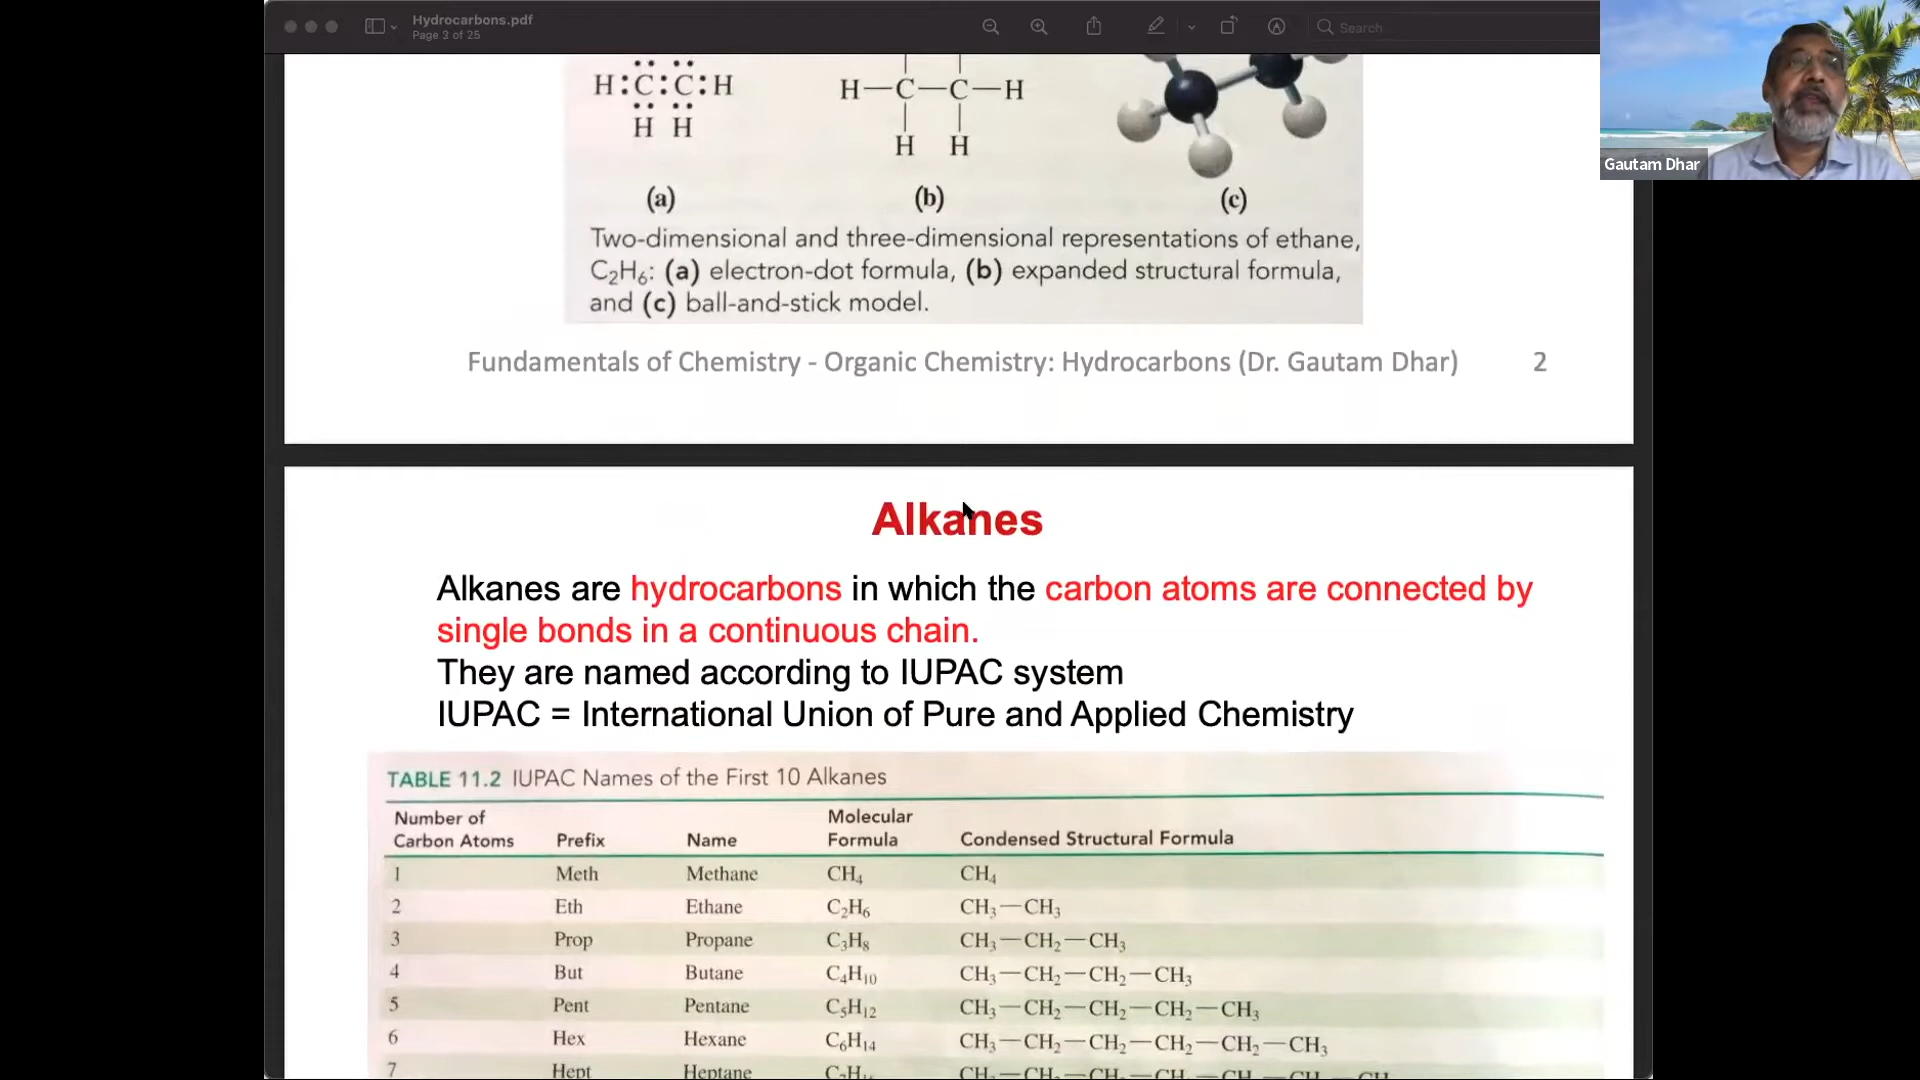 Hydrocarbons.pdf
Page 3 of 25
Search
Gautam Dhar
H:C:C:H
H H
H—C—C—H
H H
(a) (b) (c)
Two-dimensional and three-dimensional representations of ethane,
C₂H₆: (a) electron-dot formula, (b) expanded structural formula,
and (c) ball-and-stick model.
Fundamentals of Chemistry - Organic Chemistry: Hydrocarbons (Dr. Gautam Dhar) 2
Alkanes
Alkanes are hydrocarbons in which the carbon atoms are connected by
single bonds in a continuous chain.
They are named according to IUPAC system
IUPAC = International Union of Pure and Applied Chemistry
TABLE 11.2 IUPAC Names of the First 10 Alkanes
Number of Carbon Atoms Prefix Name Molecular Formula Condensed Structural Formula
1 Meth Methane CH₄ CH₄
2 Eth Ethane C₂H₆ CH₃—CH₃
3 Prop Propane C₃H₈ CH₃—CH₂—CH₃
4 But Butane C₄H₁₀ CH₃—CH₂—CH₂—CH₃
5 Pent Pentane C₅H₁₂ CH₃—CH₂—CH₂—CH₂—CH₃
6 Hex Hexane C₆H₁₄ CH₃—CH₂—CH₂—CH₂—CH₂—CH₃
7 Hept Heptane